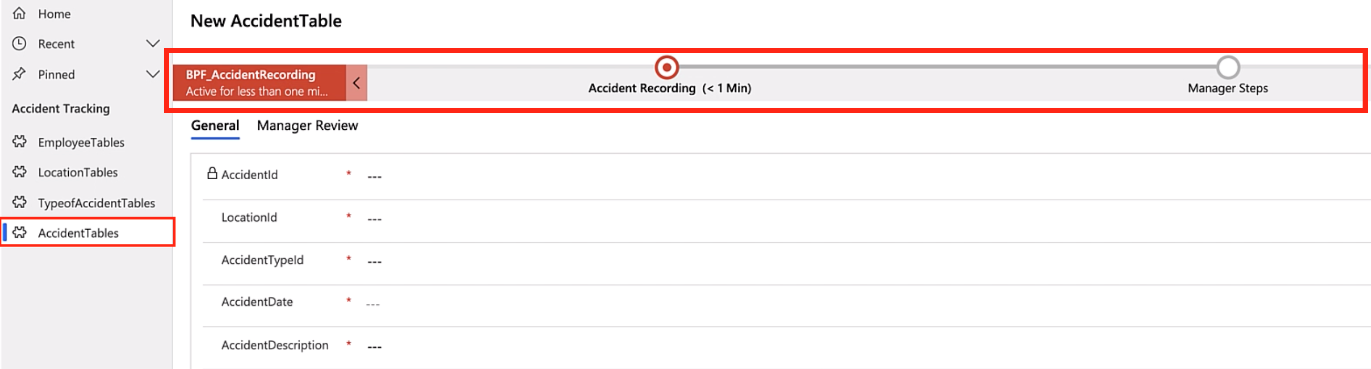 Home
Recent
Pinned
Accident Tracking
EmployeeTables
LocationTables
TypeofAccidentTables
AccidentTables
New AccidentTable
BPF_AccidentRecording
Active for less than one mi...
Accident Recording (< 1 Min)
Manager Steps
General Manager Review
AccidentId * ---
LocationId * ---
AccidentTypeId * ---
AccidentDate * ---
AccidentDescription * ---